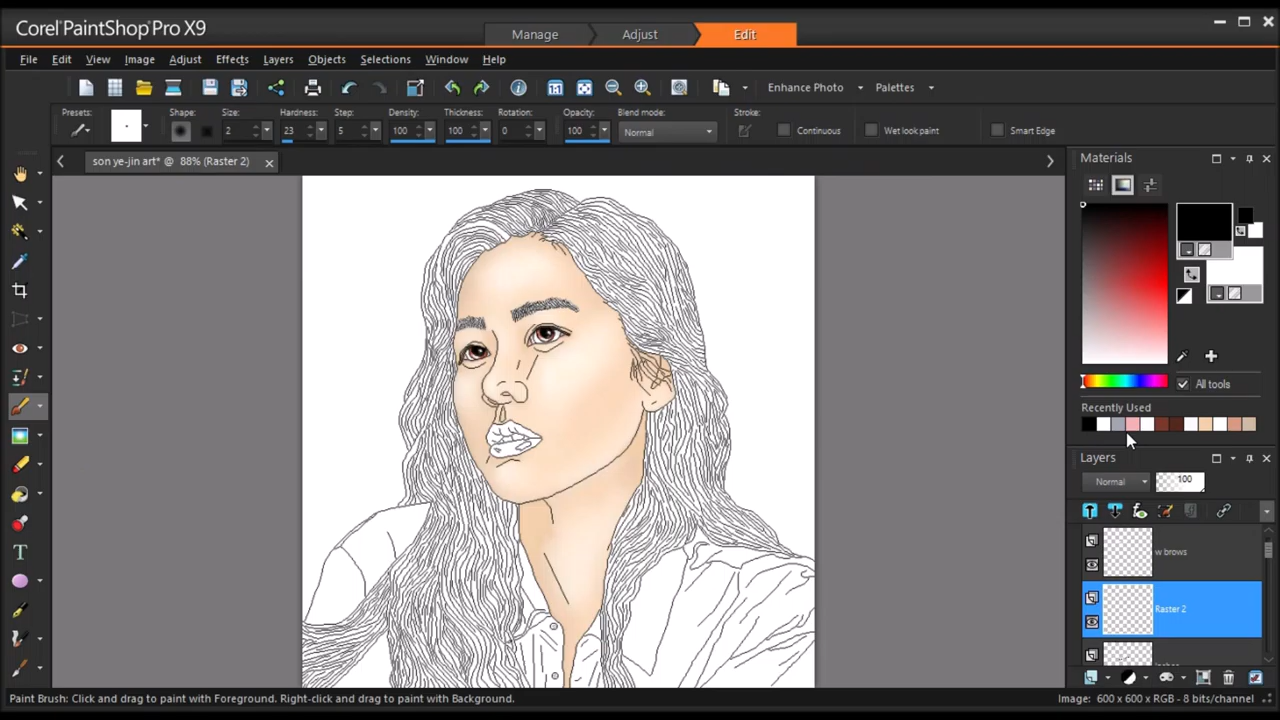 Corel PaintShop Pro X9
Manage Adjust Edit
File Edit View Image Adjust Effects Layers Objects Selections Window Help
Enhance Photo Palettes
Presets: Shape: Size: Hardness: Step: Density: Thickness: Rotation: Opacity: Blend mode: Stroke:
2 23 5 100 100 0 100 Normal Continuous Wet look paint Smart Edge
son ye-jin art* @ 88% (Raster 2)
Materials
All tools
Recently Used
Layers
Normal 100
w brows
Raster 2
Paint Brush: Click and drag to paint with Foreground. Right-click and drag to paint with Background.
Image: 600 x 600 x RGB - 8 bits/channel